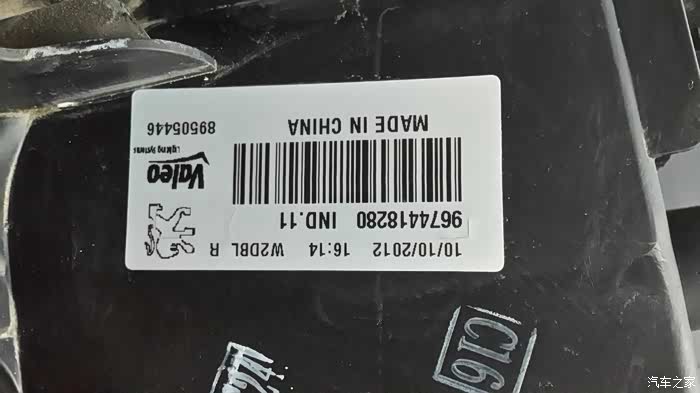 10/10/2012 16:14 W2DBL R
9674418280 IND.11
Valeo
Lighting Systems
MADE IN CHINA
89505446
C16
汽车之家